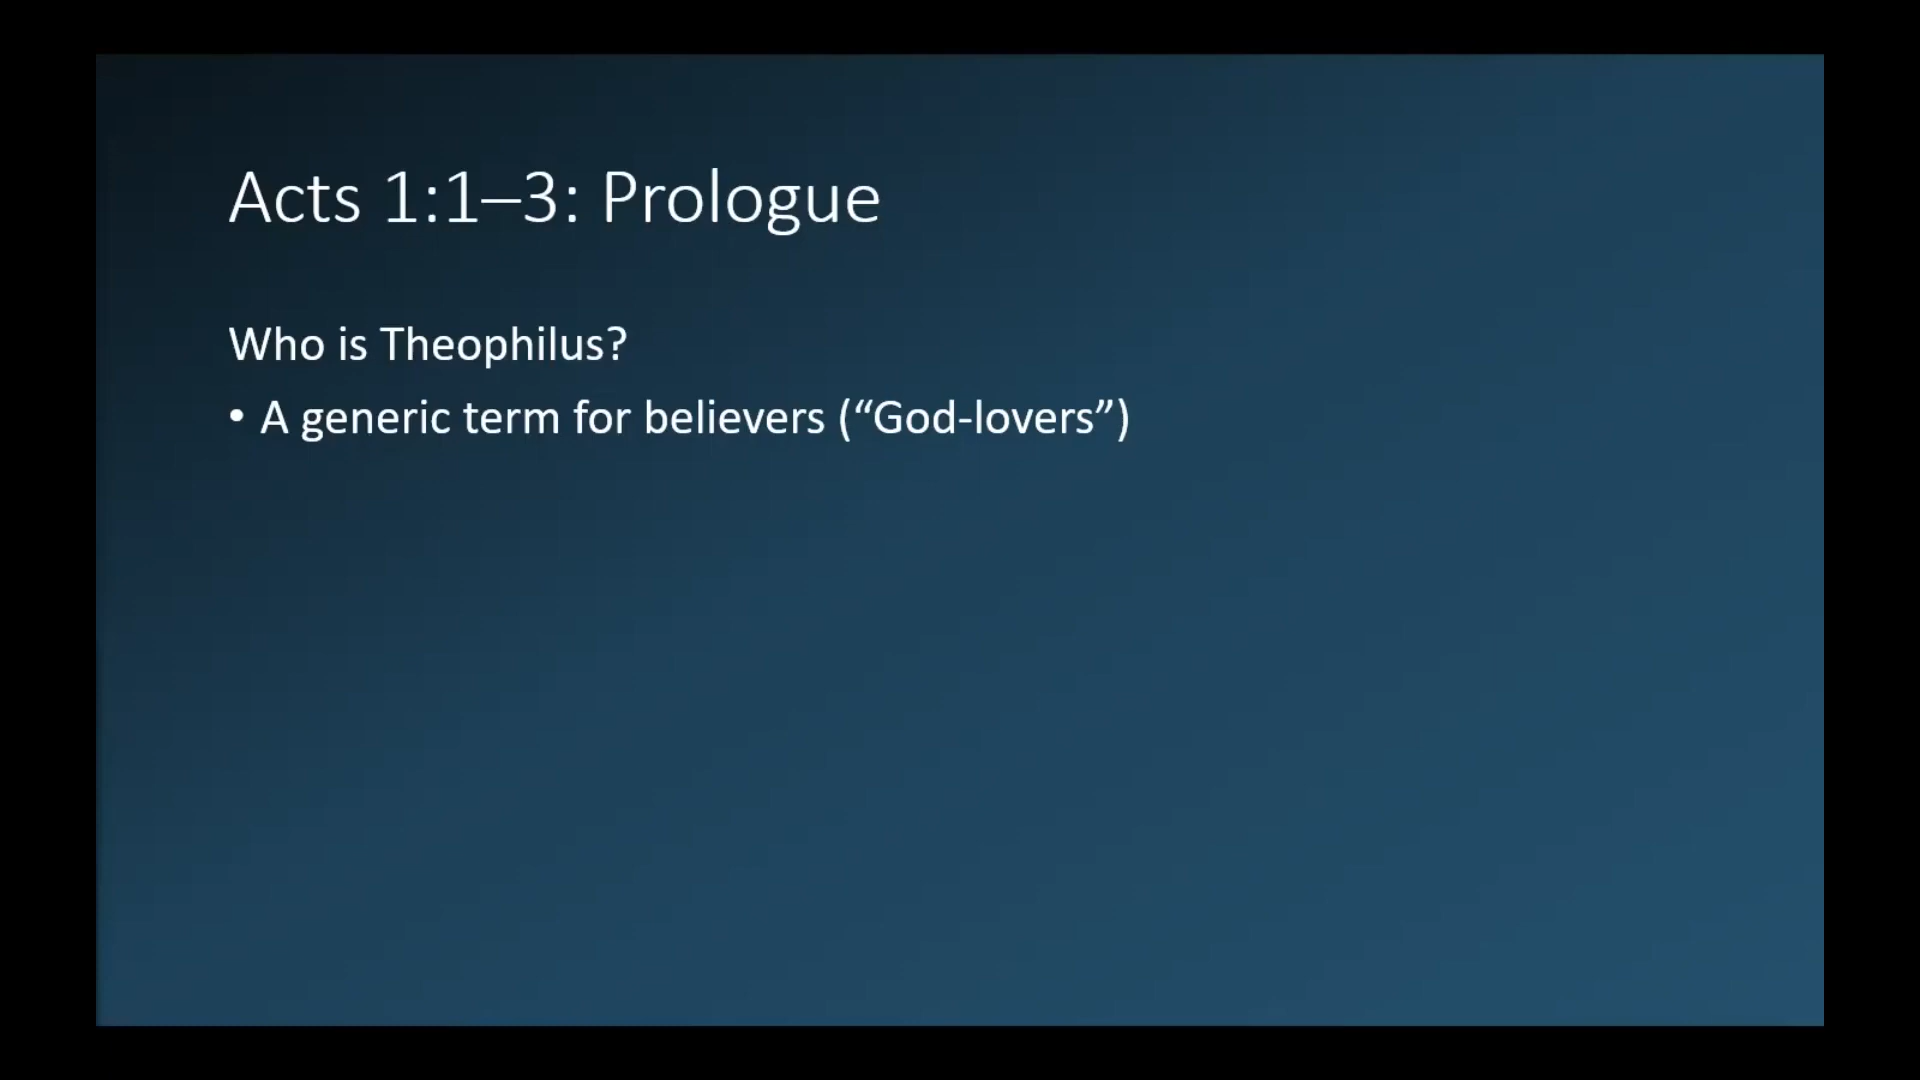 Acts 1:1–3: Prologue
Who is Theophilus?
• A generic term for believers (“God-lovers”)